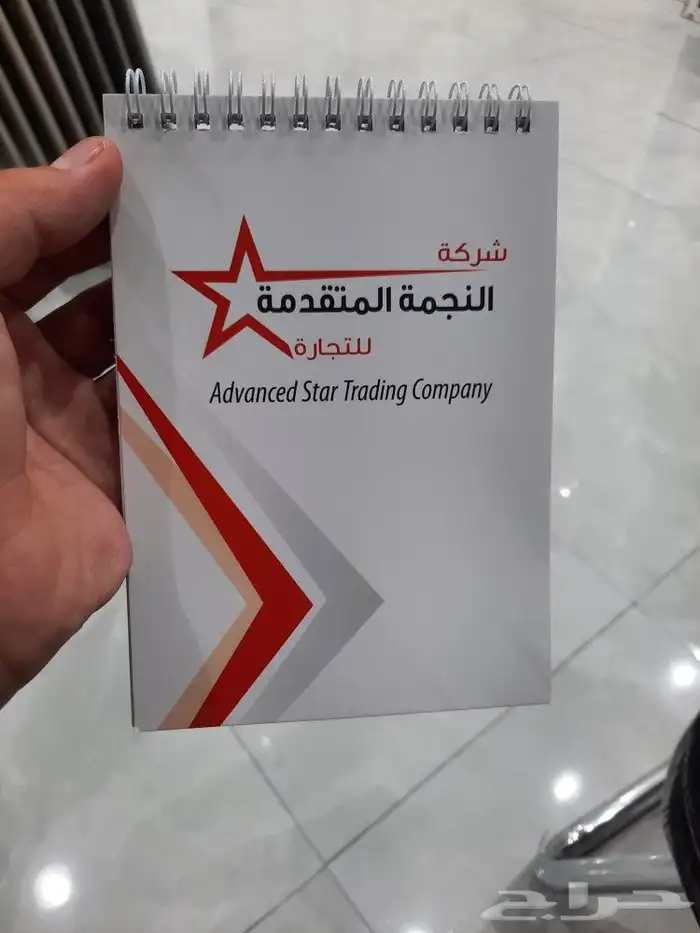 شركة
النجمة المتقدمة
للتجارة
Advanced Star Trading Company
حراج